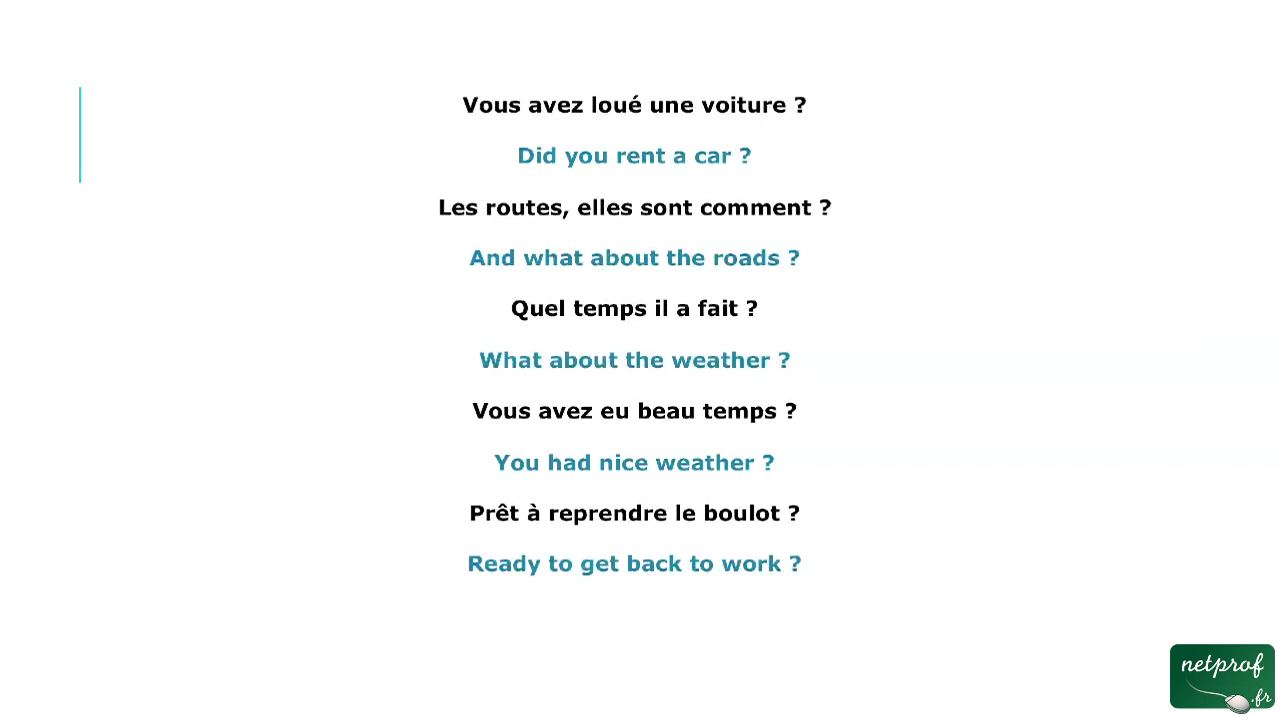 Vous avez loué une voiture ?
Did you rent a car ?
Les routes, elles sont comment ?
And what about the roads ?
Quel temps il a fait ?
What about the weather ?
Vous avez eu beau temps ?
You had nice weather ?
Prêt à reprendre le boulot ?
Ready to get back to work ?
netprof
.fr